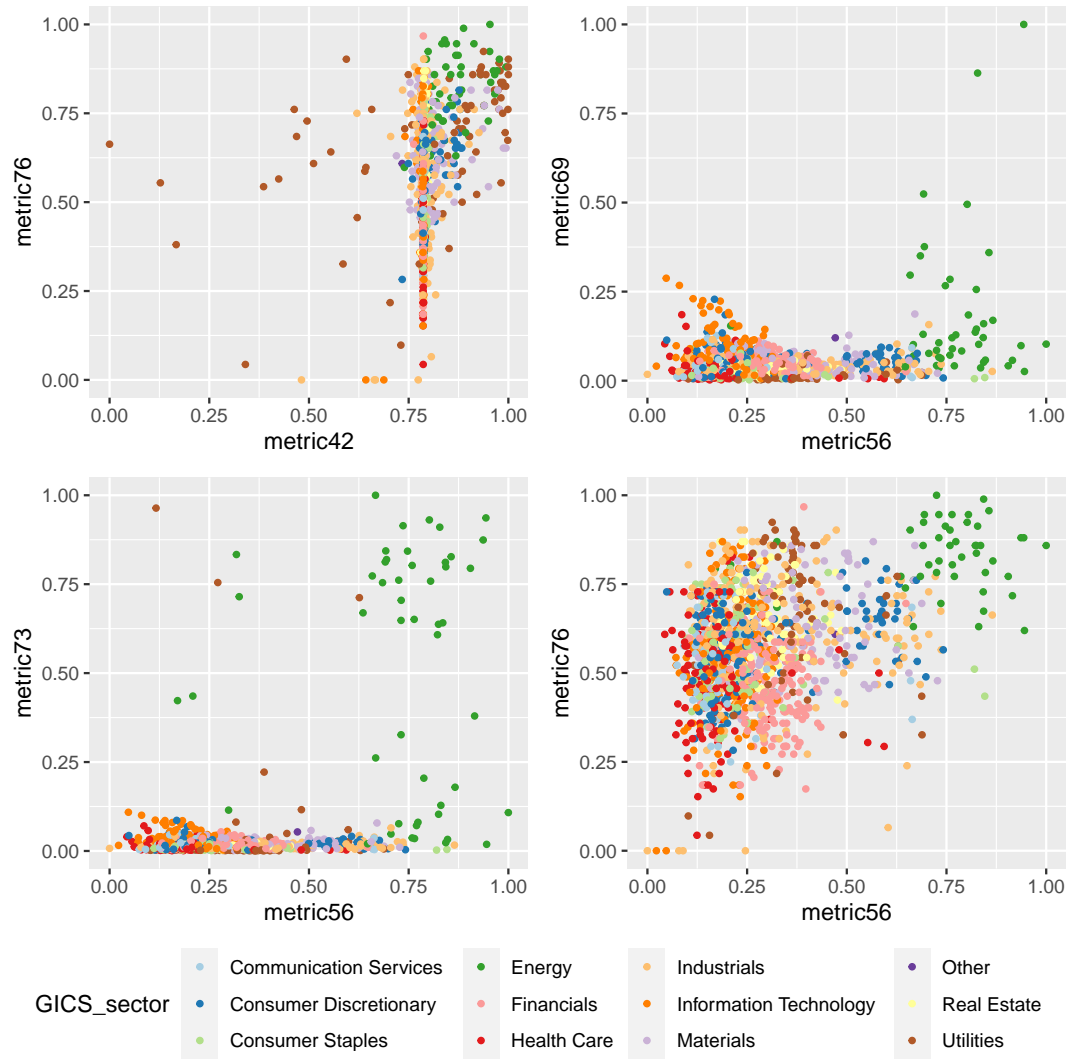 1.00
0.75
0.50
0.25
0.00
metric76
0.00 0.25 0.50 0.75 1.00
metric42
1.00
0.75
0.50
0.25
0.00
metric69
0.00 0.25 0.50 0.75 1.00
metric56
1.00
0.75
0.50
0.25
0.00
metric73
0.00 0.25 0.50 0.75 1.00
metric56
1.00
0.75
0.50
0.25
0.00
metric76
0.00 0.25 0.50 0.75 1.00
metric56
GICS_sector
Communication Services
Consumer Discretionary
Consumer Staples
Energy
Financials
Health Care
Industrials
Information Technology
Materials
Other
Real Estate
Utilities